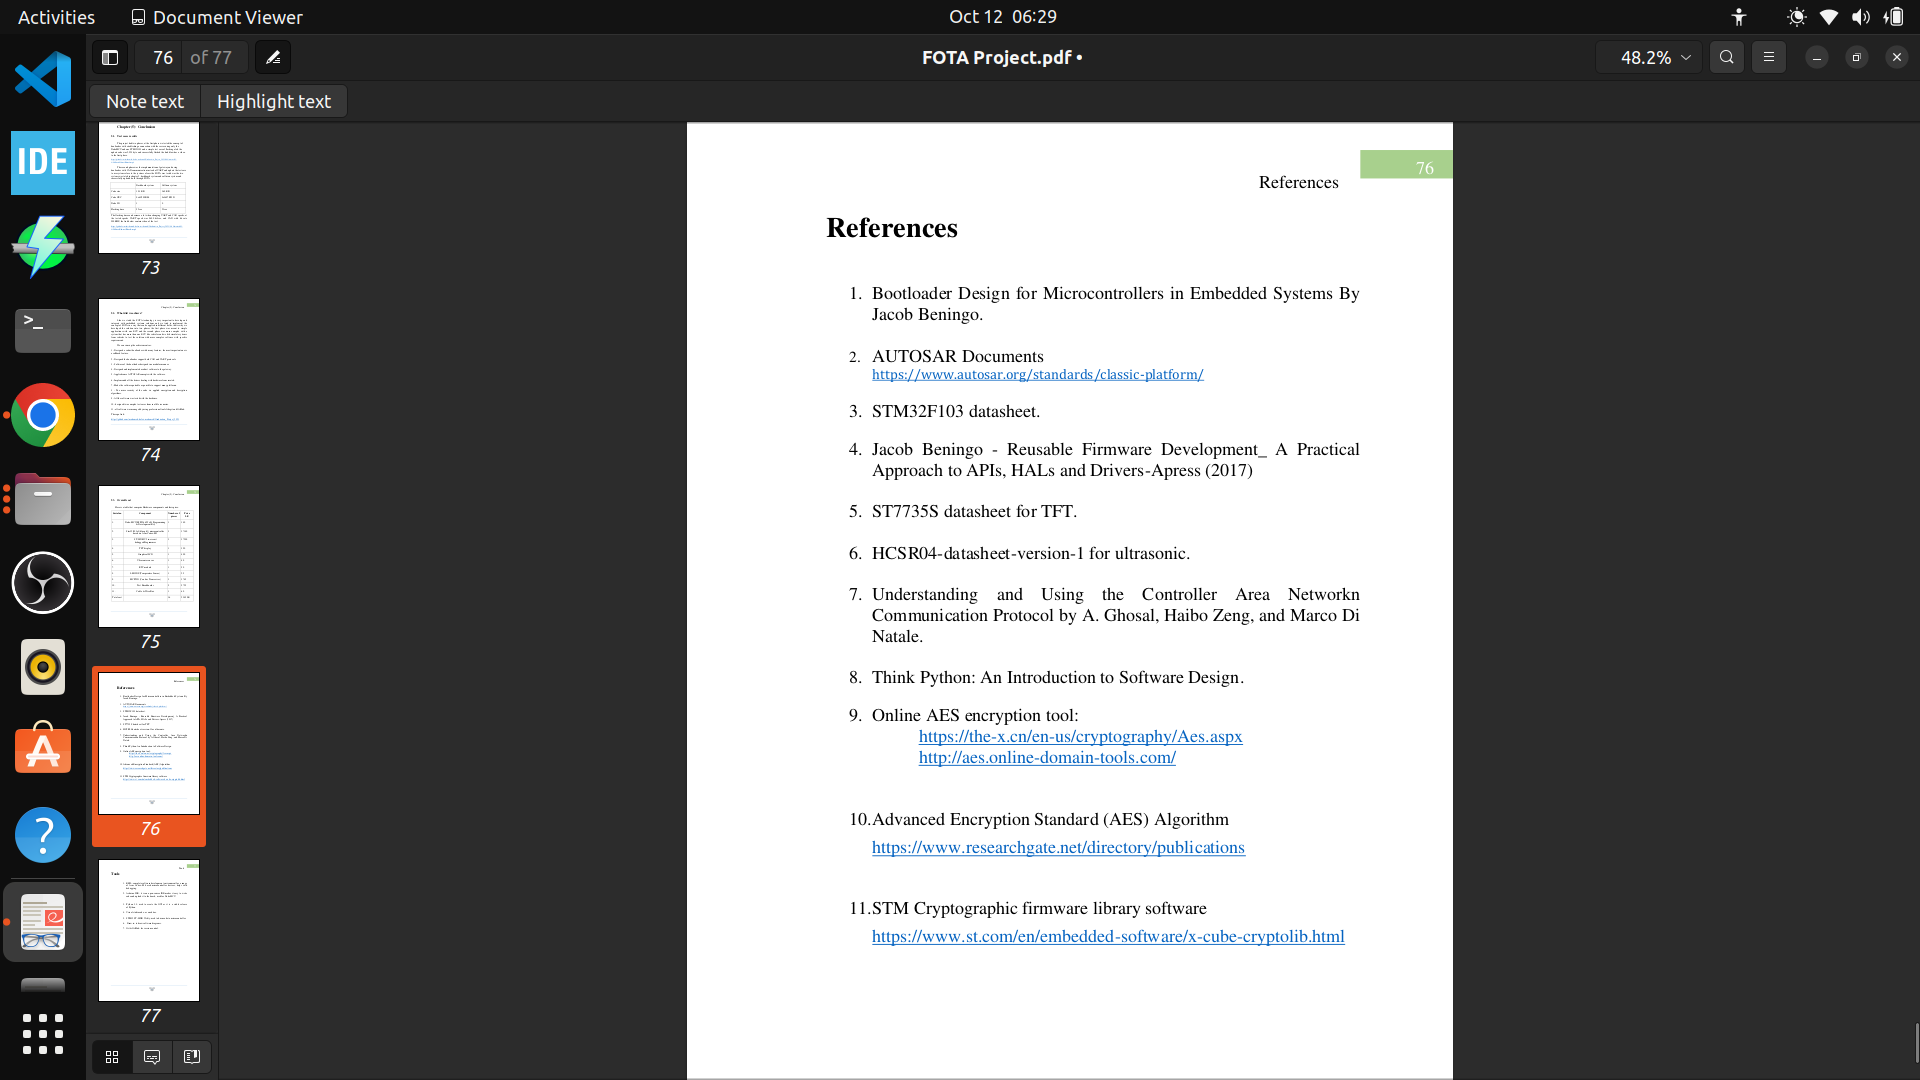 Activities
Document Viewer
Oct 12 06:29
76 of 77
FOTA Project.pdf •
48.2%
Note text
Highlight text
IDE
73
74
75
76
77
76
References
References
1. Bootloader Design for Microcontrollers in Embedded Systems By
Jacob Beningo.
2. AUTOSAR Documents
https://www.autosar.org/standards/classic-platform/
3. STM32F103 datasheet.
4. Jacob Beningo - Reusable Firmware Development_ A Practical
Approach to APIs, HALs and Drivers-Apress (2017)
5. ST7735S datasheet for TFT.
6. HCSR04-datasheet-version-1 for ultrasonic.
7. Understanding and Using the Controller Area Networkn
Communication Protocol by A. Ghosal, Haibo Zeng, and Marco Di
Natale.
8. Think Python: An Introduction to Software Design.
9. Online AES encryption tool:
https://the-x.cn/en-us/cryptography/Aes.aspx
http://aes.online-domain-tools.com/
10.Advanced Encryption Standard (AES) Algorithm
https://www.researchgate.net/directory/publications
11.STM Cryptographic firmware library software
https://www.st.com/en/embedded-software/x-cube-cryptolib.html